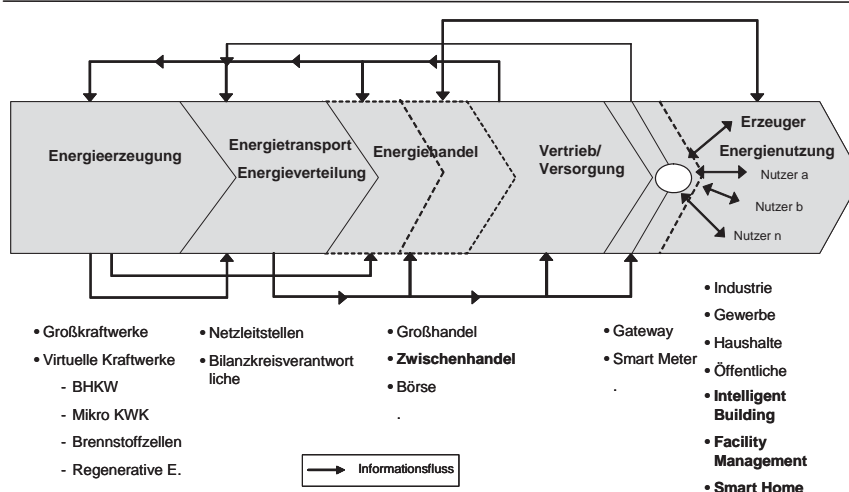 Energieerzeugung
Energietransport
Energieverteilung
Energiehandel
Vertrieb/
Versorgung
Erzeuger
Energienutzung
Nutzer a
Nutzer b
Nutzer n
• Großkraftwerke
• Virtuelle Kraftwerke
- BHKW
- Mikro KWK
- Brennstoffzellen
- Regenerative E.
• Netzleitstellen
• Bilanzkreisverantwort
liche
• Großhandel
• Zwischenhandel
• Börse
.
• Gateway
• Smart Meter
.
• Industrie
• Gewerbe
• Haushalte
• Öffentliche
• Intelligent
Building
• Facility
Management
• Smart Home
Informationsfluss